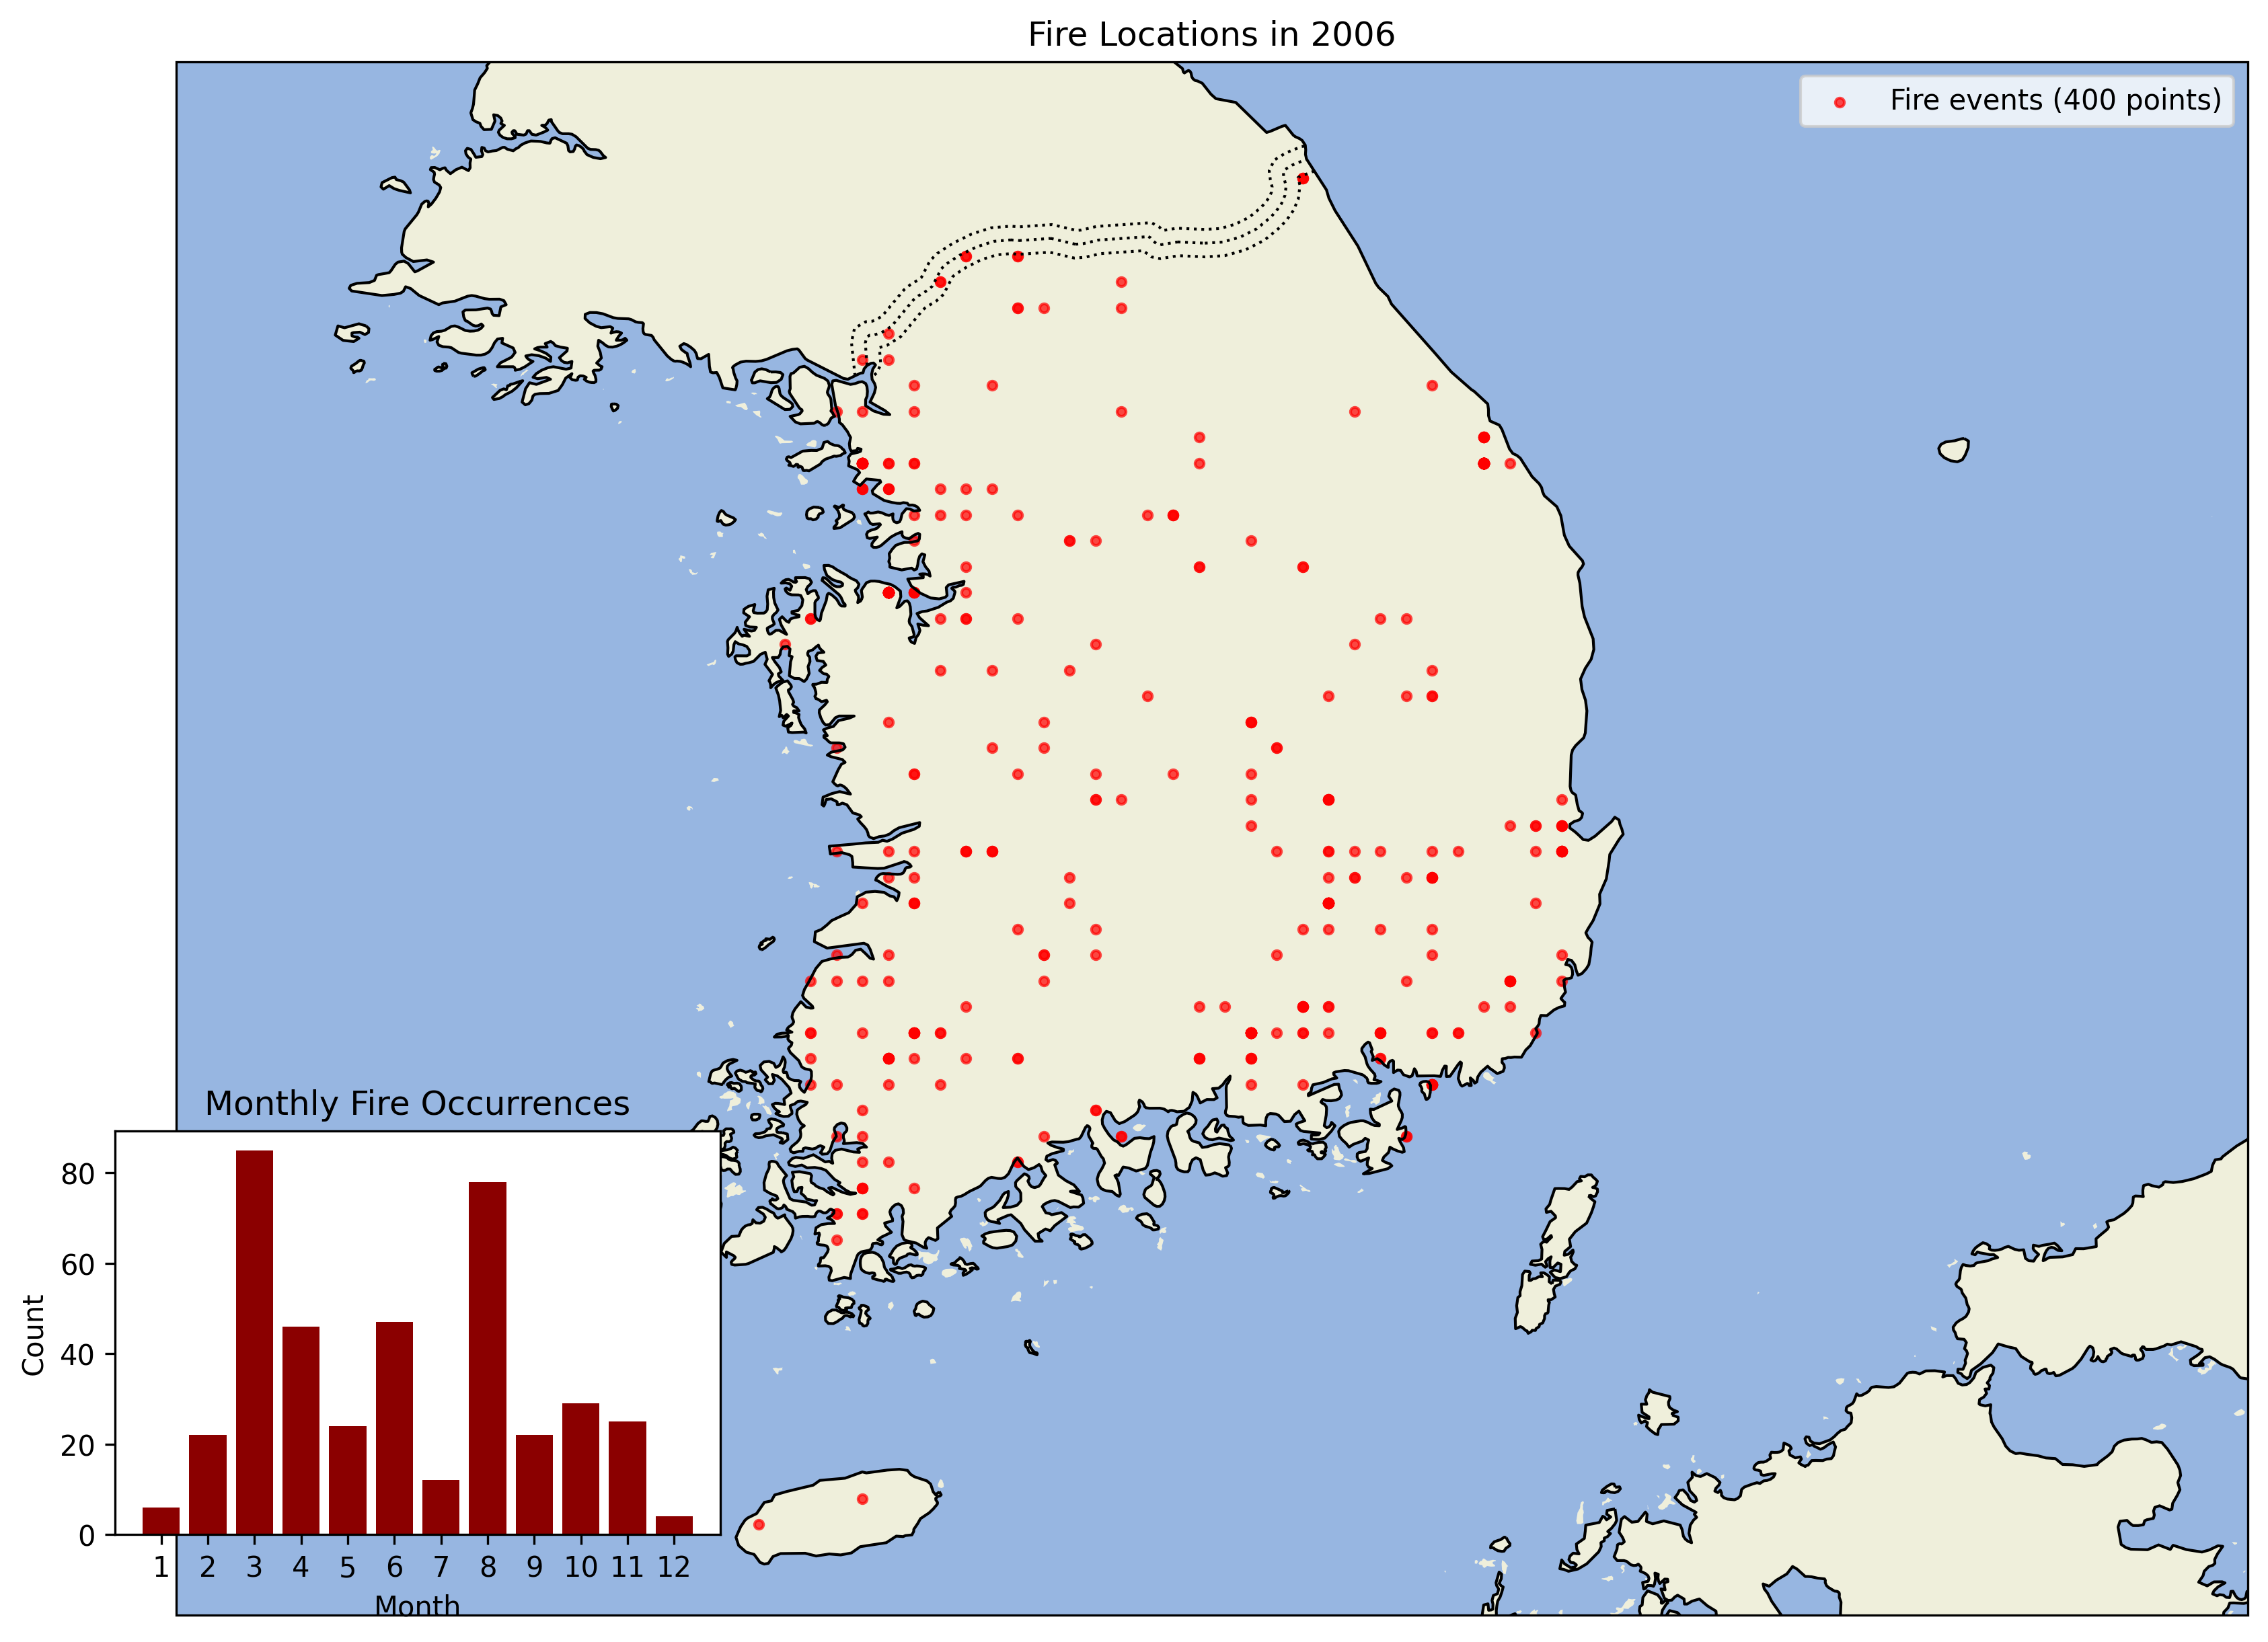 Fire Locations in 2006
Fire events (400 points)
Monthly Fire Occurrences
80
60
40
20
0
Count
1 2 3 4 5 6 7 8 9 10 11 12
Month